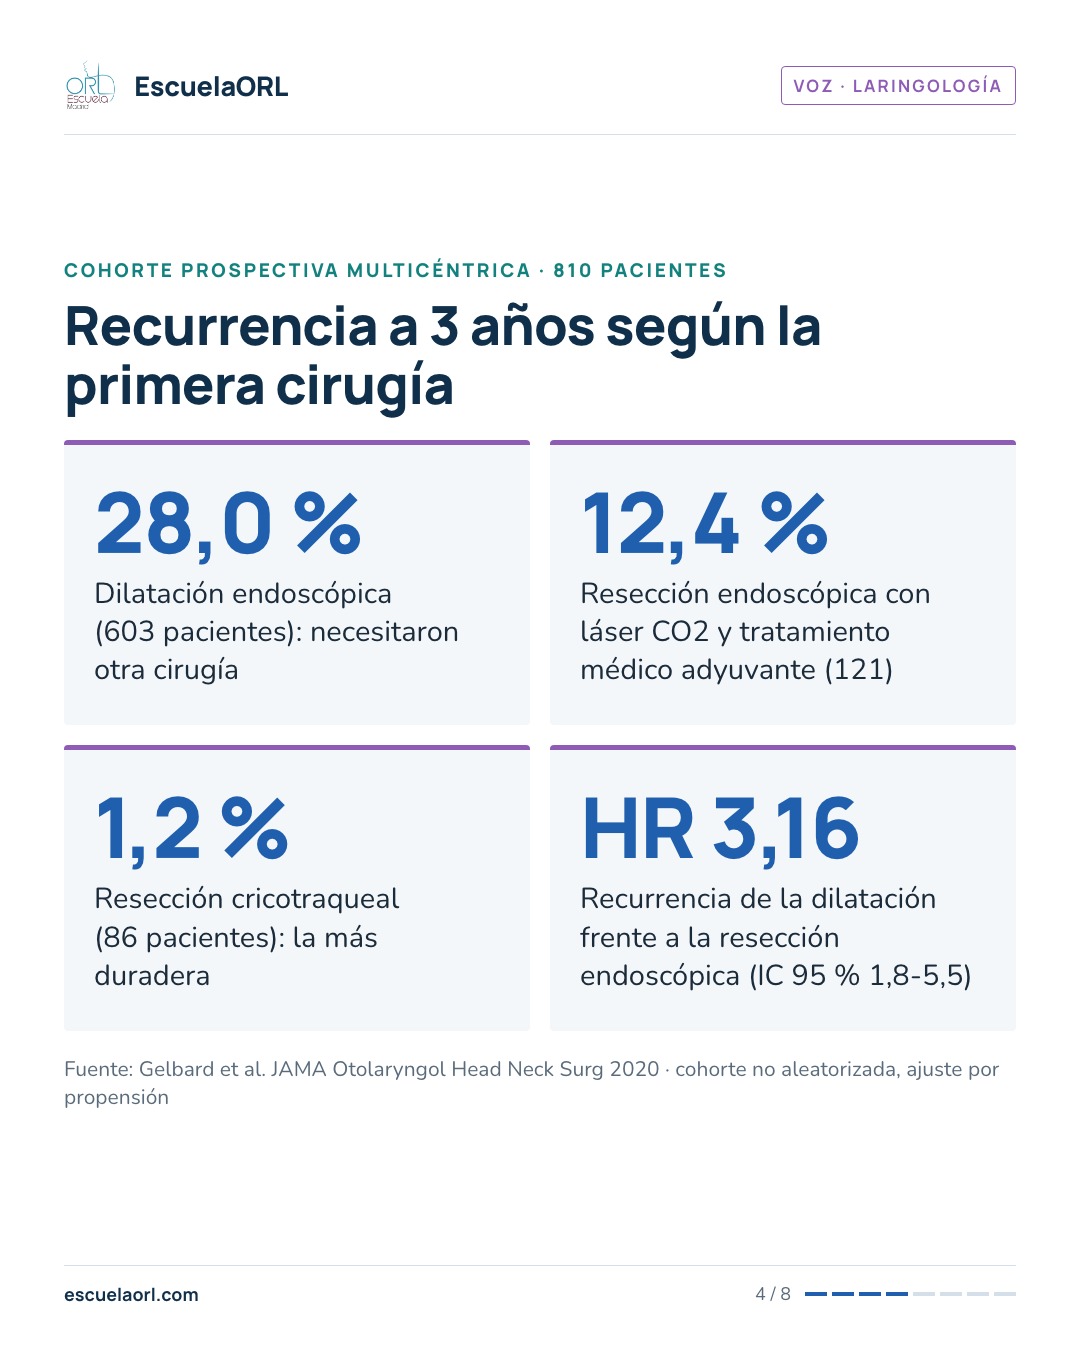 ORL
Escuela
Madrid
EscuelaORL
VOZ · LARINGOLOGÍA
COHORTE PROSPECTIVA MULTICÉNTRICA · 810 PACIENTES
Recurrencia a 3 años según la
primera cirugía
28,0 %
Dilatación endoscópica
(603 pacientes): necesitaron
otra cirugía
12,4 %
Resección endoscópica con
láser CO2 y tratamiento
médico adyuvante (121)
1,2 %
Resección cricotraqueal
(86 pacientes): la más
duradera
HR 3,16
Recurrencia de la dilatación
frente a la resección
endoscópica (IC 95 % 1,8-5,5)
Fuente: Gelbard et al. JAMA Otolaryngol Head Neck Surg 2020 · cohorte no aleatorizada, ajuste por
propensión
escuelaorl.com
4 / 8